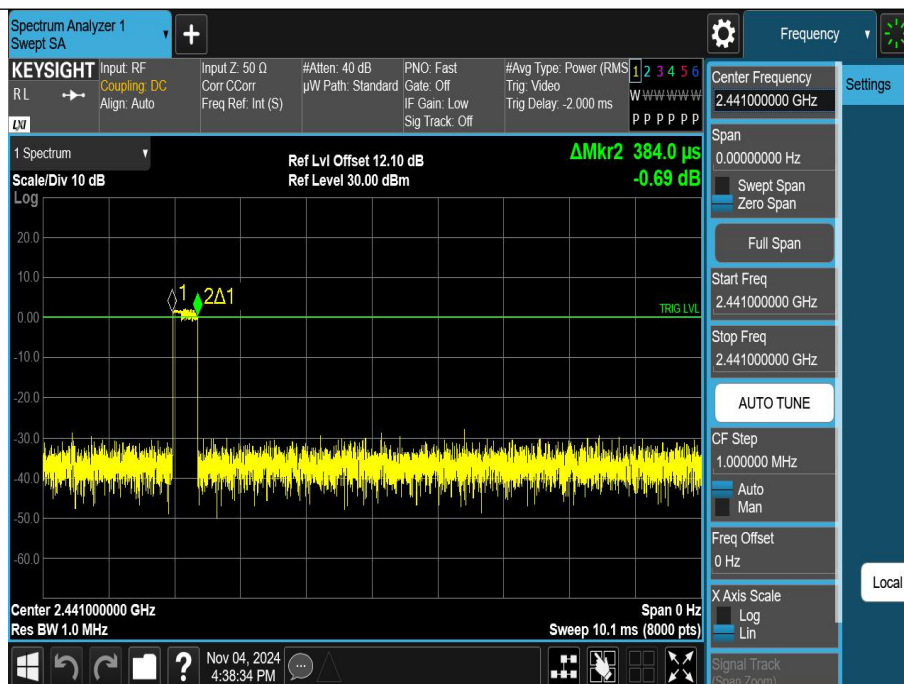 Spectrum Analyzer 1
Swept SA
Frequency
KEYSIGHT
R L
LXI
Input: RF
Coupling: DC
Align: Auto
Input Z: 50 Ω
Corr CCorr
Freq Ref: Int (S)
#Atten: 40 dB
µW Path: Standard
PNO: Fast
Gate: Off
IF Gain: Low
Sig Track: Off
#Avg Type: Power (RMS
Trig: Video
Trig Delay: -2.000 ms
1 2 3 4 5 6
W W W W W W
P P P P P P
Center Frequency
2.441000000 GHz
Settings
Span
0.00000000 Hz
Swept Span
Zero Span
Full Span
Start Freq
2.441000000 GHz
Stop Freq
2.441000000 GHz
AUTO TUNE
CF Step
1.000000 MHz
Auto
Man
Freq Offset
0 Hz
X Axis Scale
Log
Lin
Signal Track
(Span Zoom)
Local
1 Spectrum
Scale/Div 10 dB
Log
Ref Lvl Offset 12.10 dB
Ref Level 30.00 dBm
ΔMkr2 384.0 µs
-0.69 dB
20.0
10.0
0.00
-10.0
-20.0
-30.0
-40.0
-50.0
-60.0
1
2Δ1
TRIG LVL
Center 2.441000000 GHz
Res BW 1.0 MHz
Span 0 Hz
Sweep 10.1 ms (8000 pts)
?
Nov 04, 2024
4:38:34 PM